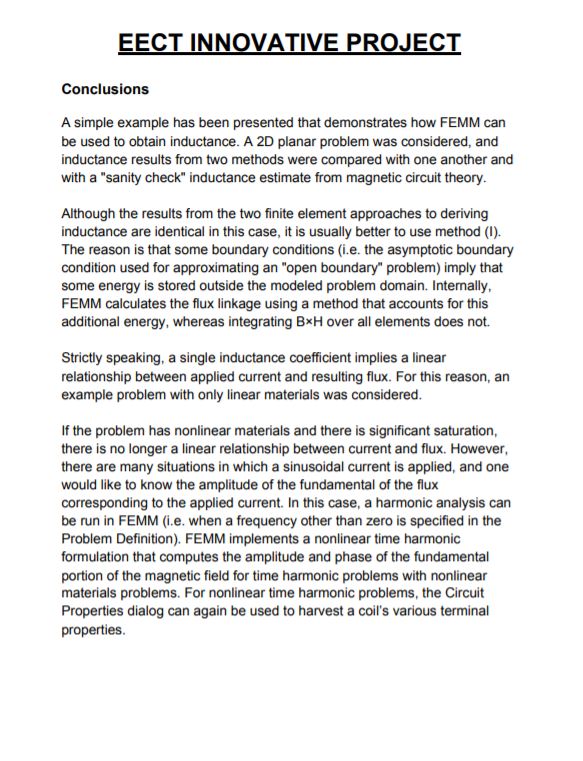 EECT INNOVATIVE PROJECT
Conclusions
A simple example has been presented that demonstrates how FEMM can
be used to obtain inductance. A 2D planar problem was considered, and
inductance results from two methods were compared with one another and
with a "sanity check" inductance estimate from magnetic circuit theory.
Although the results from the two finite element approaches to deriving
inductance are identical in this case, it is usually better to use method (I).
The reason is that some boundary conditions (i.e. the asymptotic boundary
condition used for approximating an "open boundary" problem) imply that
some energy is stored outside the modeled problem domain. Internally,
FEMM calculates the flux linkage using a method that accounts for this
additional energy, whereas integrating B×H over all elements does not.
Strictly speaking, a single inductance coefficient implies a linear
relationship between applied current and resulting flux. For this reason, an
example problem with only linear materials was considered.
If the problem has nonlinear materials and there is significant saturation,
there is no longer a linear relationship between current and flux. However,
there are many situations in which a sinusoidal current is applied, and one
would like to know the amplitude of the fundamental of the flux
corresponding to the applied current. In this case, a harmonic analysis can
be run in FEMM (i.e. when a frequency other than zero is specified in the
Problem Definition). FEMM implements a nonlinear time harmonic
formulation that computes the amplitude and phase of the fundamental
portion of the magnetic field for time harmonic problems with nonlinear
materials problems. For nonlinear time harmonic problems, the Circuit
Properties dialog can again be used to harvest a coil's various terminal
properties.